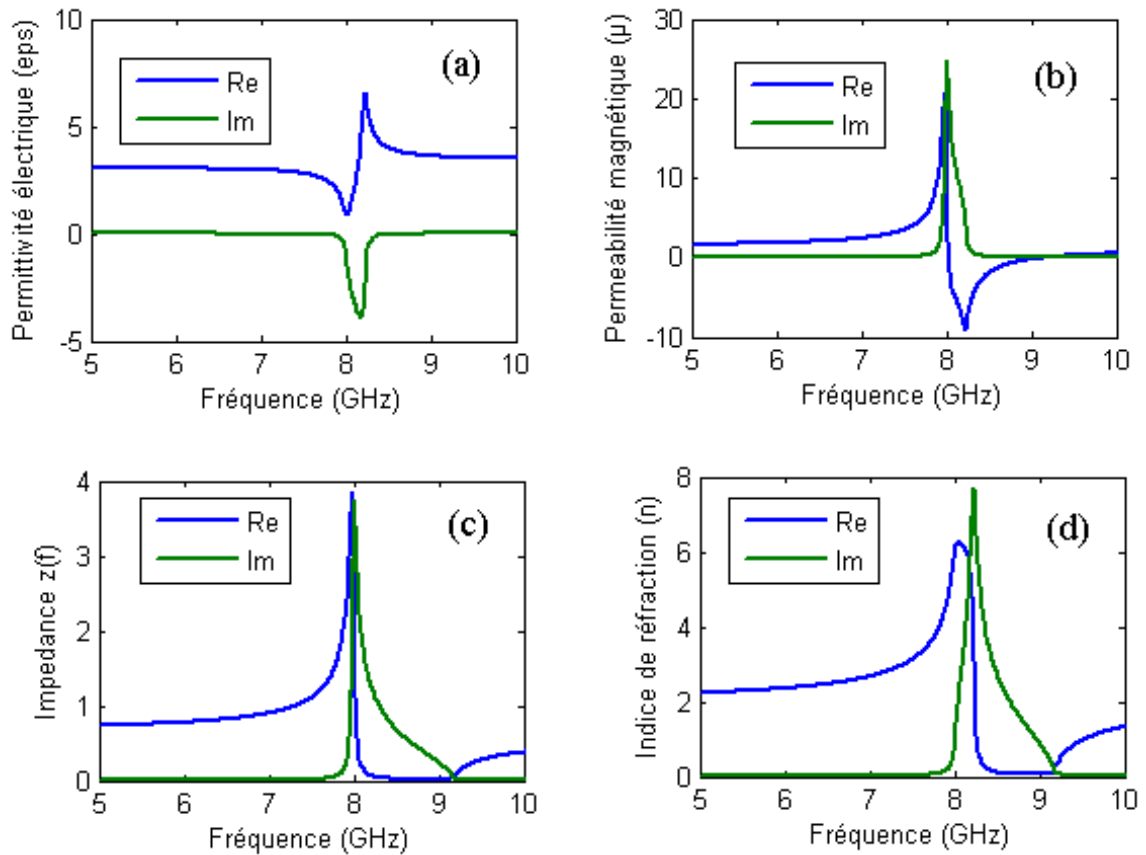 Permittivité électrique (eps)
10
5
0
-5
Re
Im
(a)
5 6 7 8 9 10
Fréquence (GHz)
Permeabilité magnétique (µ)
30
20
10
0
-10
Re
Im
(b)
5 6 7 8 9 10
Fréquence (GHz)
Impedance z(f)
4
3
2
1
0
Re
Im
(c)
5 6 7 8 9 10
Fréquence (GHz)
Indice de réfraction (n)
8
6
4
2
0
Re
Im
(d)
5 6 7 8 9 10
Fréquence (GHz)